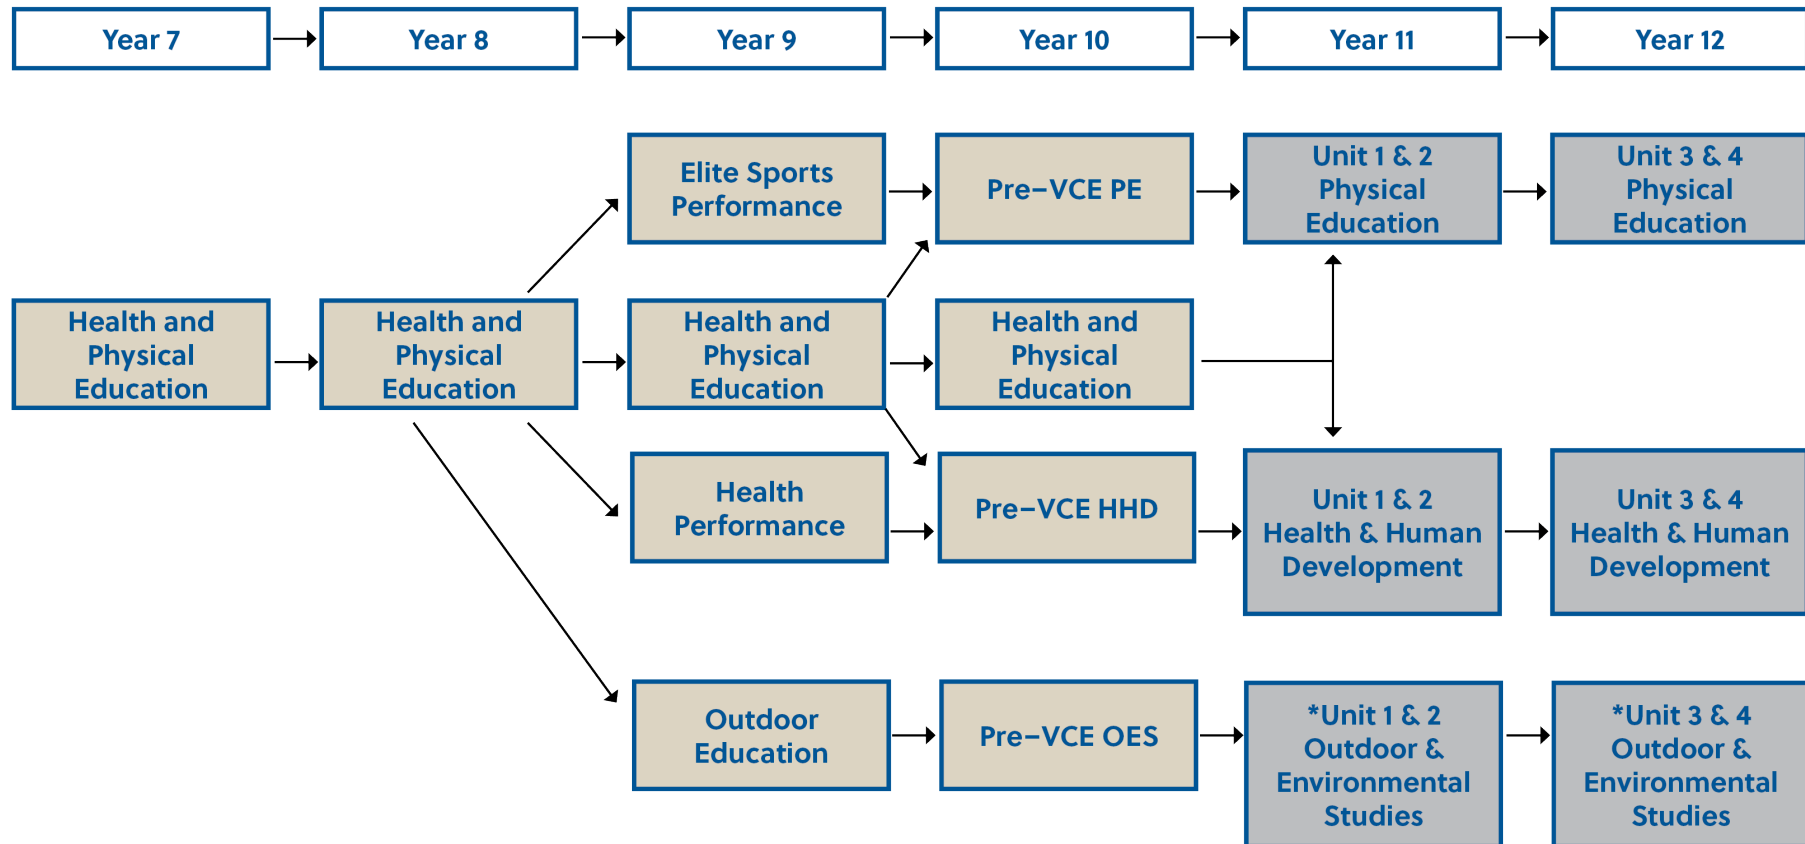 Year 7
Year 8
Year 9
Year 10
Year 11
Year 12
Elite Sports
Performance
Pre–VCE PE
Unit 1 & 2
Physical
Education
Unit 3 & 4
Physical
Education
Health and
Physical
Education
Health and
Physical
Education
Health and
Physical
Education
Health and
Physical
Education
Health
Performance
Pre–VCE HHD
Unit 1 & 2
Health & Human
Development
Unit 3 & 4
Health & Human
Development
Outdoor
Education
Pre–VCE OES
*Unit 1 & 2
Outdoor &
Environmental
Studies
*Unit 3 & 4
Outdoor &
Environmental
Studies